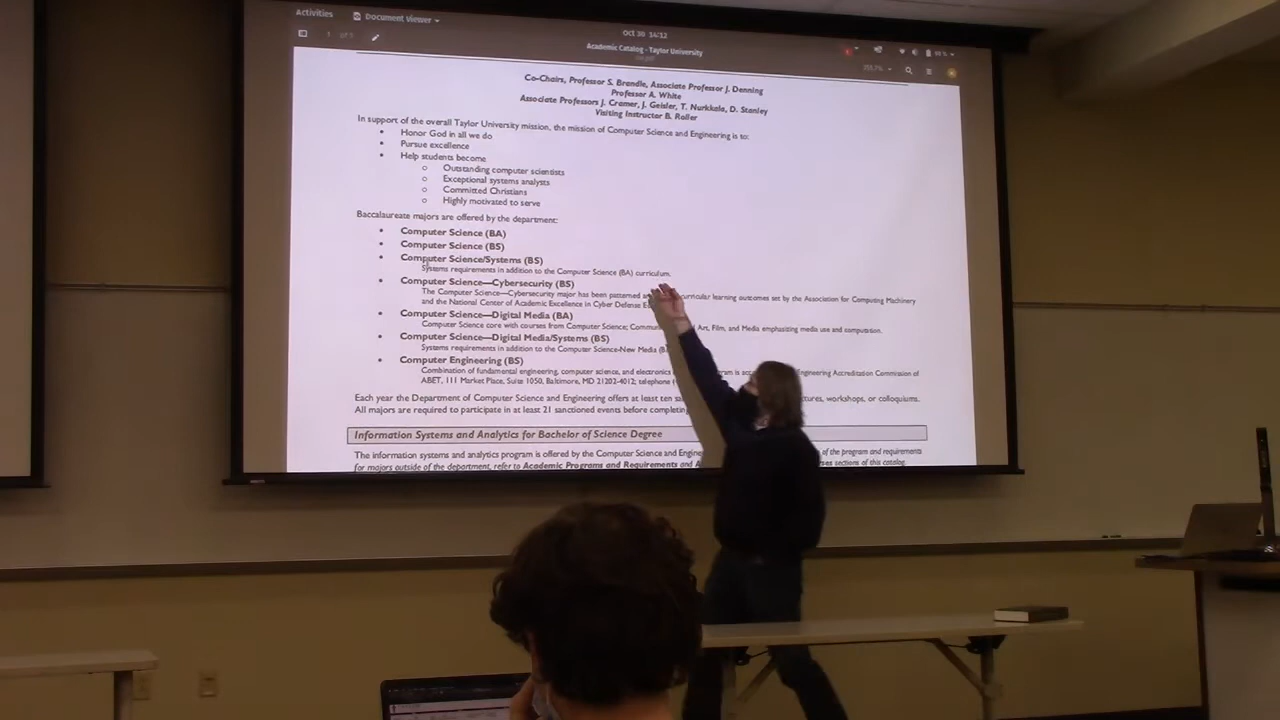 Activities Document Viewer
Oct 30 14:12
1 of 5
Academic Catalog - Taylor University
Co-Chairs, Professor S. Brandle, Associate Professor J. Denning
Professor A. White
Associate Professors J. Cramer, J. Geisler, T. Nurkkala, D. Stanley
Visiting Instructor B. Roller
In support of the overall Taylor University mission, the mission of Computer Science and Engineering is to:
• Honor God in all we do
• Pursue excellence
• Help students become
o Outstanding computer scientists
o Exceptional systems analysts
o Committed Christians
o Highly motivated to serve
Baccalaureate majors are offered by the department:
• Computer Science (BA)
• Computer Science (BS)
• Computer Science/Systems (BS)
Systems requirements in addition to the Computer Science (BA) curriculum.
• Computer Science—Cybersecurity (BS)
The Computer Science—Cybersecurity major has been patterned curricular learning outcomes set by the Association for Computing Machinery
and the National Center of Academic Excellence in Cyber Defense
• Computer Science—Digital Media (BA)
Computer Science core with courses from Computer Science; Art, Film, and Media emphasizing media use and computation.
• Computer Science—Digital Media/Systems (BS)
Systems requirements in addition to the Computer Science-New Media
• Computer Engineering (BS)
Combination of fundamental engineering, computer science, and electronics Engineering Accreditation Commission of
ABET, 111 Market Place, Suite 1050, Baltimore, MD 21202-4012; telephone
Each year the Department of Computer Science and Engineering offers at least ten workshops, or colloquiums.
All majors are required to participate in at least 21 sanctioned events before
Information Systems and Analytics for Bachelor of Science Degree
The information systems and analytics program is offered by the Computer Science and of the program and requirements
for majors outside of the department, refer to Academic Programs and Requirements and sections of this catalog.